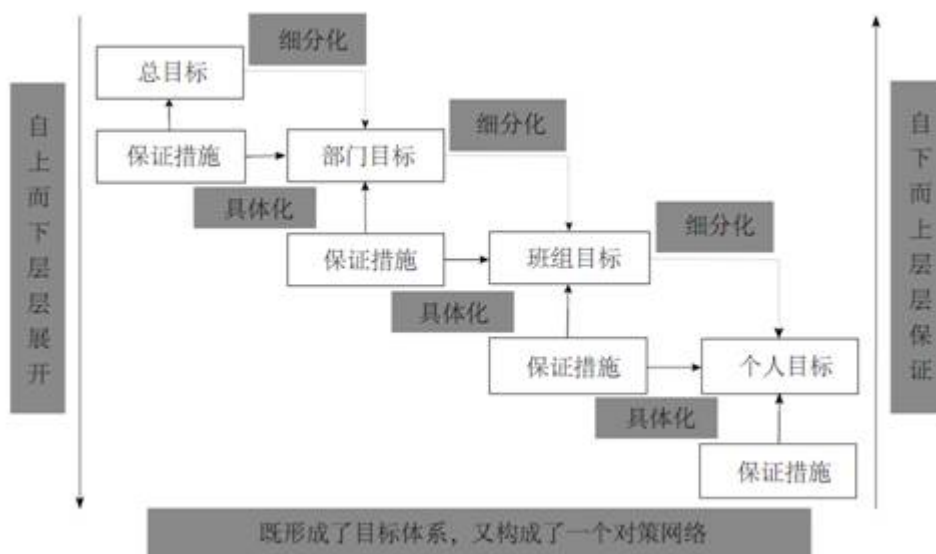 细分化
总目标
细分化
保证措施
部门目标
具体化
细分化
保证措施
班组目标
具体化
保证措施
个人目标
具体化
保证措施
自上而下层层展开
自下而上层层保证
既形成了目标体系，又构成了一个对策网络